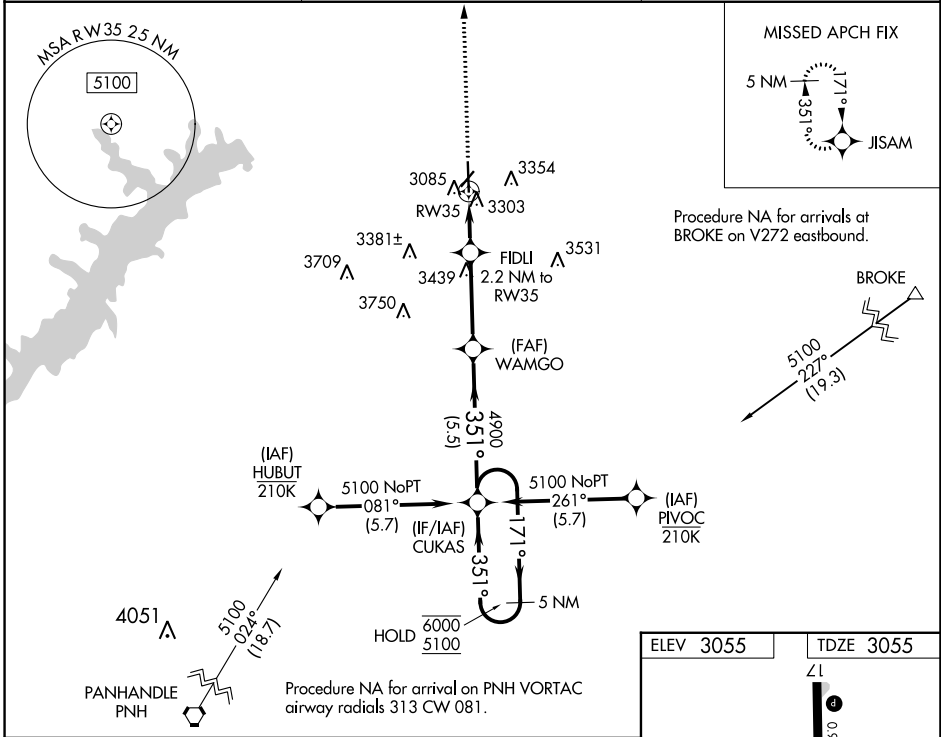 MSA RW35 25 NM
5100
MISSED APCH FIX
5 NM
171°
351°
JISAM
3085
3354
RW35
3303
Procedure NA for arrivals at
BROKE on V272 eastbound.
3381±
3709
3439
FIDLI
2.2 NM to
RW35
3531
3750
BROKE
5100
227°
(19.3)
(FAF)
WAMGO
4900
351°
(5.5)
(IAF)
HUBUT
210K
5100 NoPT
081°
(5.7)
(IF/IAF)
CUKAS
5100 NoPT
261°
(5.7)
(IAF)
PIVOC
210K
171°
351°
5 NM
HOLD
6000
5100
4051
5100
024°
(18.7)
PANHANDLE
PNH
Procedure NA for arrival on PNH VORTAC
airway radials 313 CW 081.
ELEV 3055
TDZE 3055
17
P